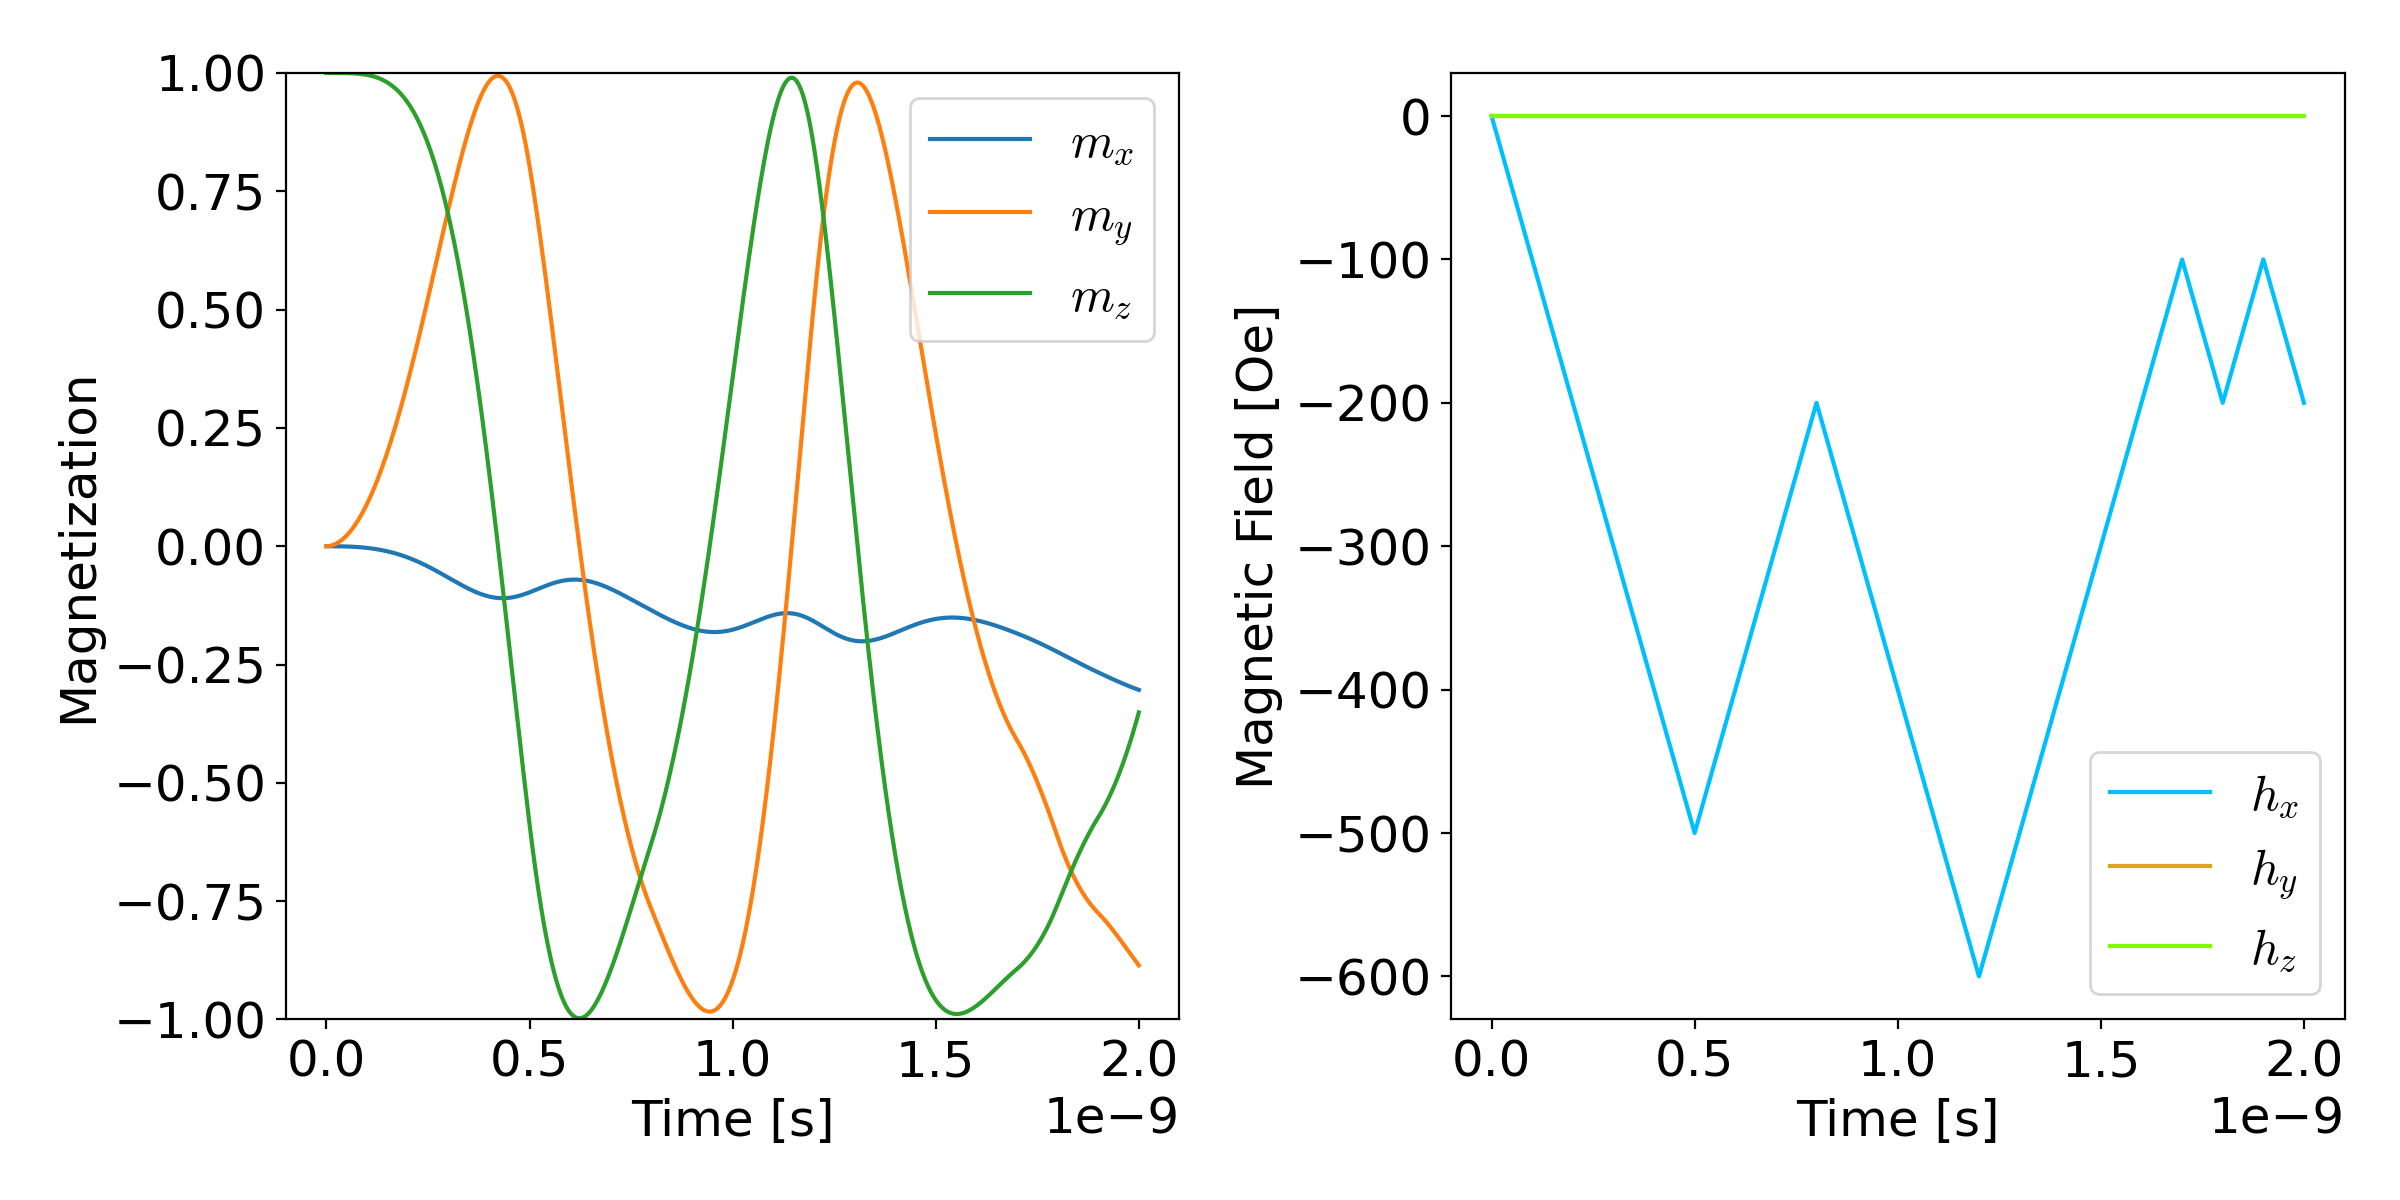 Magnetization
1.00
0.75
0.50
0.25
0.00
−0.25
−0.50
−0.75
−1.00
0.0 0.5 1.0 1.5 2.0
Time [s]
1e−9
m_x
m_y
m_z
Magnetic Field [Oe]
0
−100
−200
−300
−400
−500
−600
0.0 0.5 1.0 1.5 2.0
Time [s]
1e−9
h_x
h_y
h_z